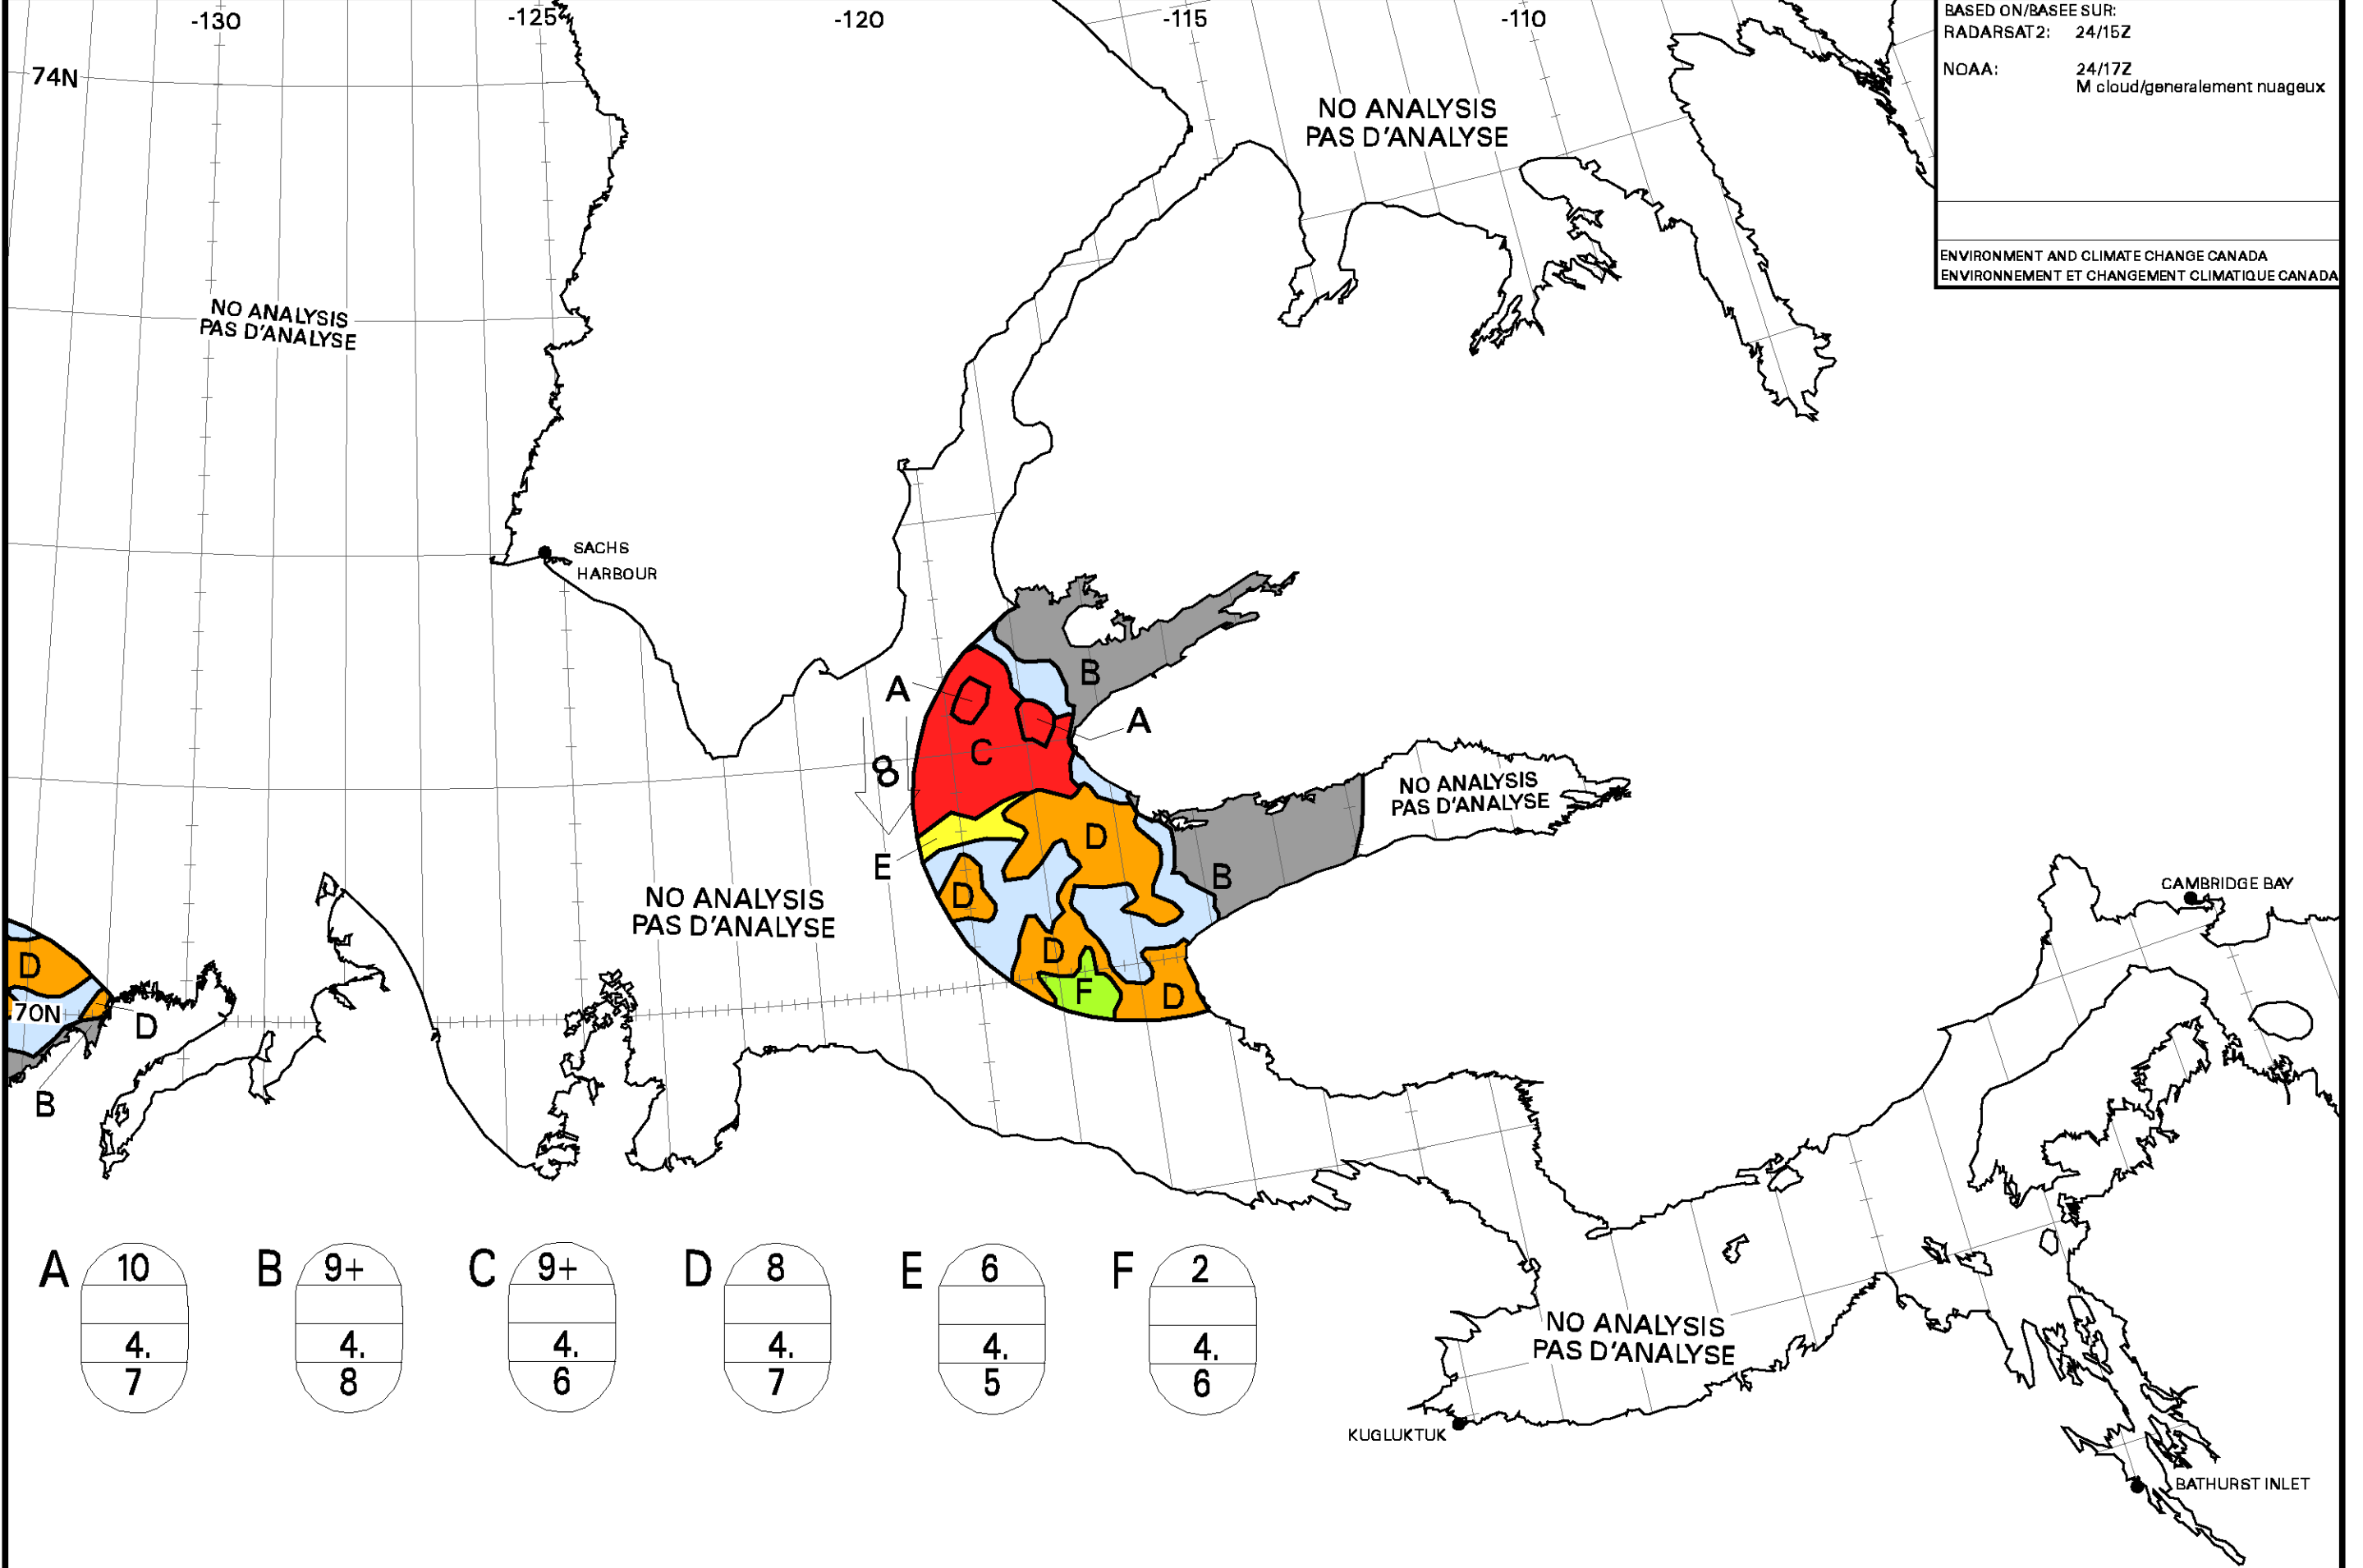 -130
-125
-120
-115
-110
BASED ON/BASEE SUR:
RADARSAT2: 24/15Z
NOAA: 24/17Z
M cloud/generalement nuageux
74N
NO ANALYSIS
PAS D'ANALYSE
ENVIRONMENT AND CLIMATE CHANGE CANADA
ENVIRONNEMENT ET CHANGEMENT CLIMATIQUE CANADA
NO ANALYSIS
PAS D'ANALYSE
SACHS
HARBOUR
B
A
A
C
8
NO ANALYSIS
PAS D'ANALYSE
D
E
B
D
NO ANALYSIS
PAS D'ANALYSE
CAMBRIDGE BAY
D
D
F
D
70N
D
B
A 10 4. 7
B 9+ 4. 8
C 9+ 4. 6
D 8 4. 7
E 6 4. 5
F 2 4. 6
NO ANALYSIS
PAS D'ANALYSE
KUGLUKTUK
BATHURST INLET